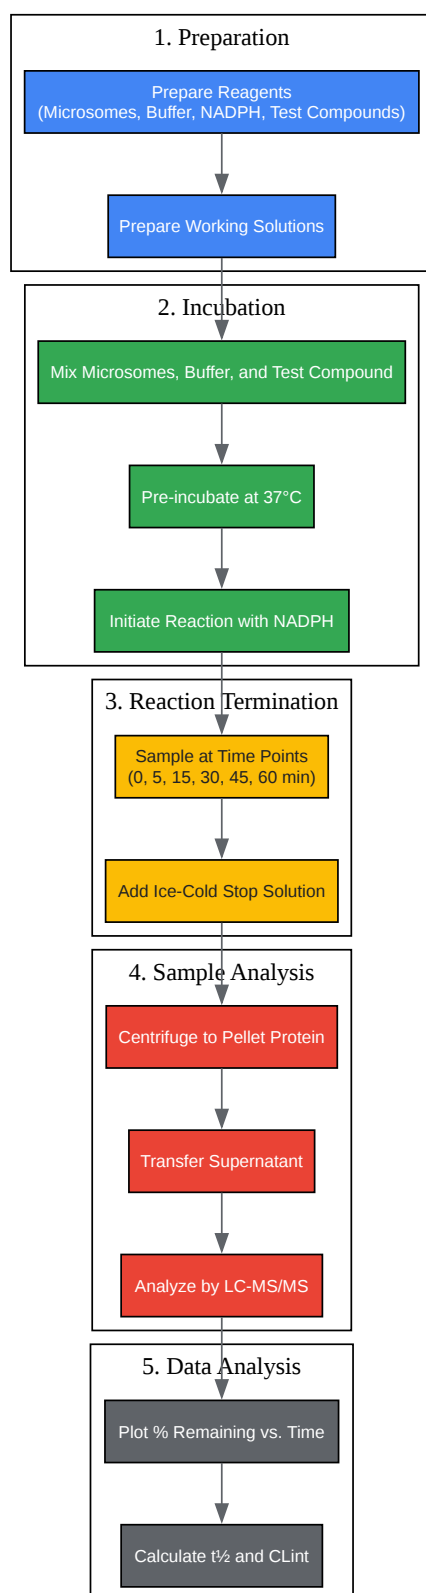 1. Preparation
Prepare Reagents
(Microsomes, Buffer, NADPH, Test Compounds)
Prepare Working Solutions
2. Incubation
Mix Microsomes, Buffer, and Test Compound
Pre-incubate at 37°C
Initiate Reaction with NADPH
3. Reaction Termination
Sample at Time Points
(0, 5, 15, 30, 45, 60 min)
Add Ice-Cold Stop Solution
4. Sample Analysis
Centrifuge to Pellet Protein
Transfer Supernatant
Analyze by LC-MS/MS
5. Data Analysis
Plot % Remaining vs. Time
Calculate t½ and CLint